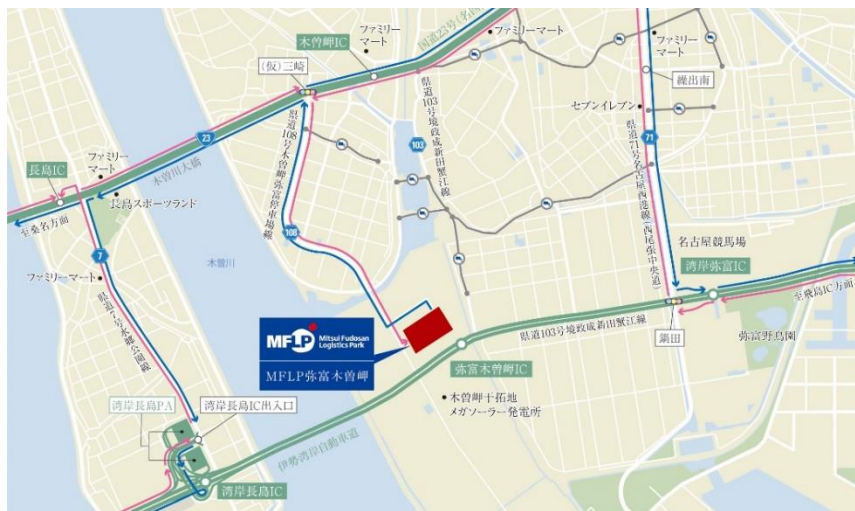 ファミリー
マート
木曽岬IC
国道23号(名四
ファミリー
マート
ファミリー
マート
(仮)三崎
繰出南
セブンイレブン
県道103号境政成新田蟹江線
県道108号木曽岬弥富停車場線
県道71号名古屋西港線(西尾張中央道)
23
103
71
108
7
長島IC
ファミリー
マート
木曽川大橋
至桑名方面
長島スポーツランド
木曽川
ファミリーマート
県道7号水郷公園線
名古屋競馬場
湾岸弥富IC
至飛島IC方面
県道103号境政成新田蟹江線
鍋田
弥富野鳥園
MFLP
Mitsui Fudosan
Logistics Park
MFLP弥富木曽岬
弥富木曽岬IC
木曽岬干拓地
メガソーラー発電所
湾岸長島PA
湾岸長島IC出入口
伊勢湾岸自動車道
湾岸長島IC